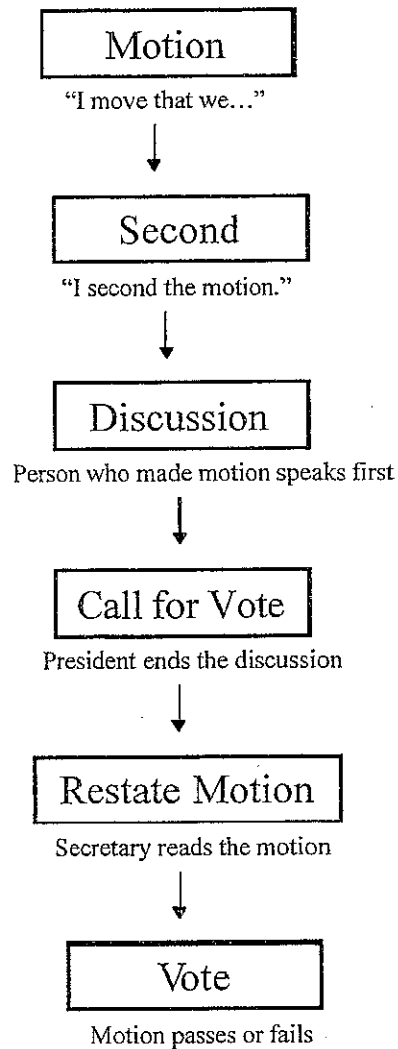 Motion
“I move that we...”
Second
“I second the motion.”
Discussion
Person who made motion speaks first
Call for Vote
President ends the discussion
Restate Motion
Secretary reads the motion
Vote
Motion passes or fails